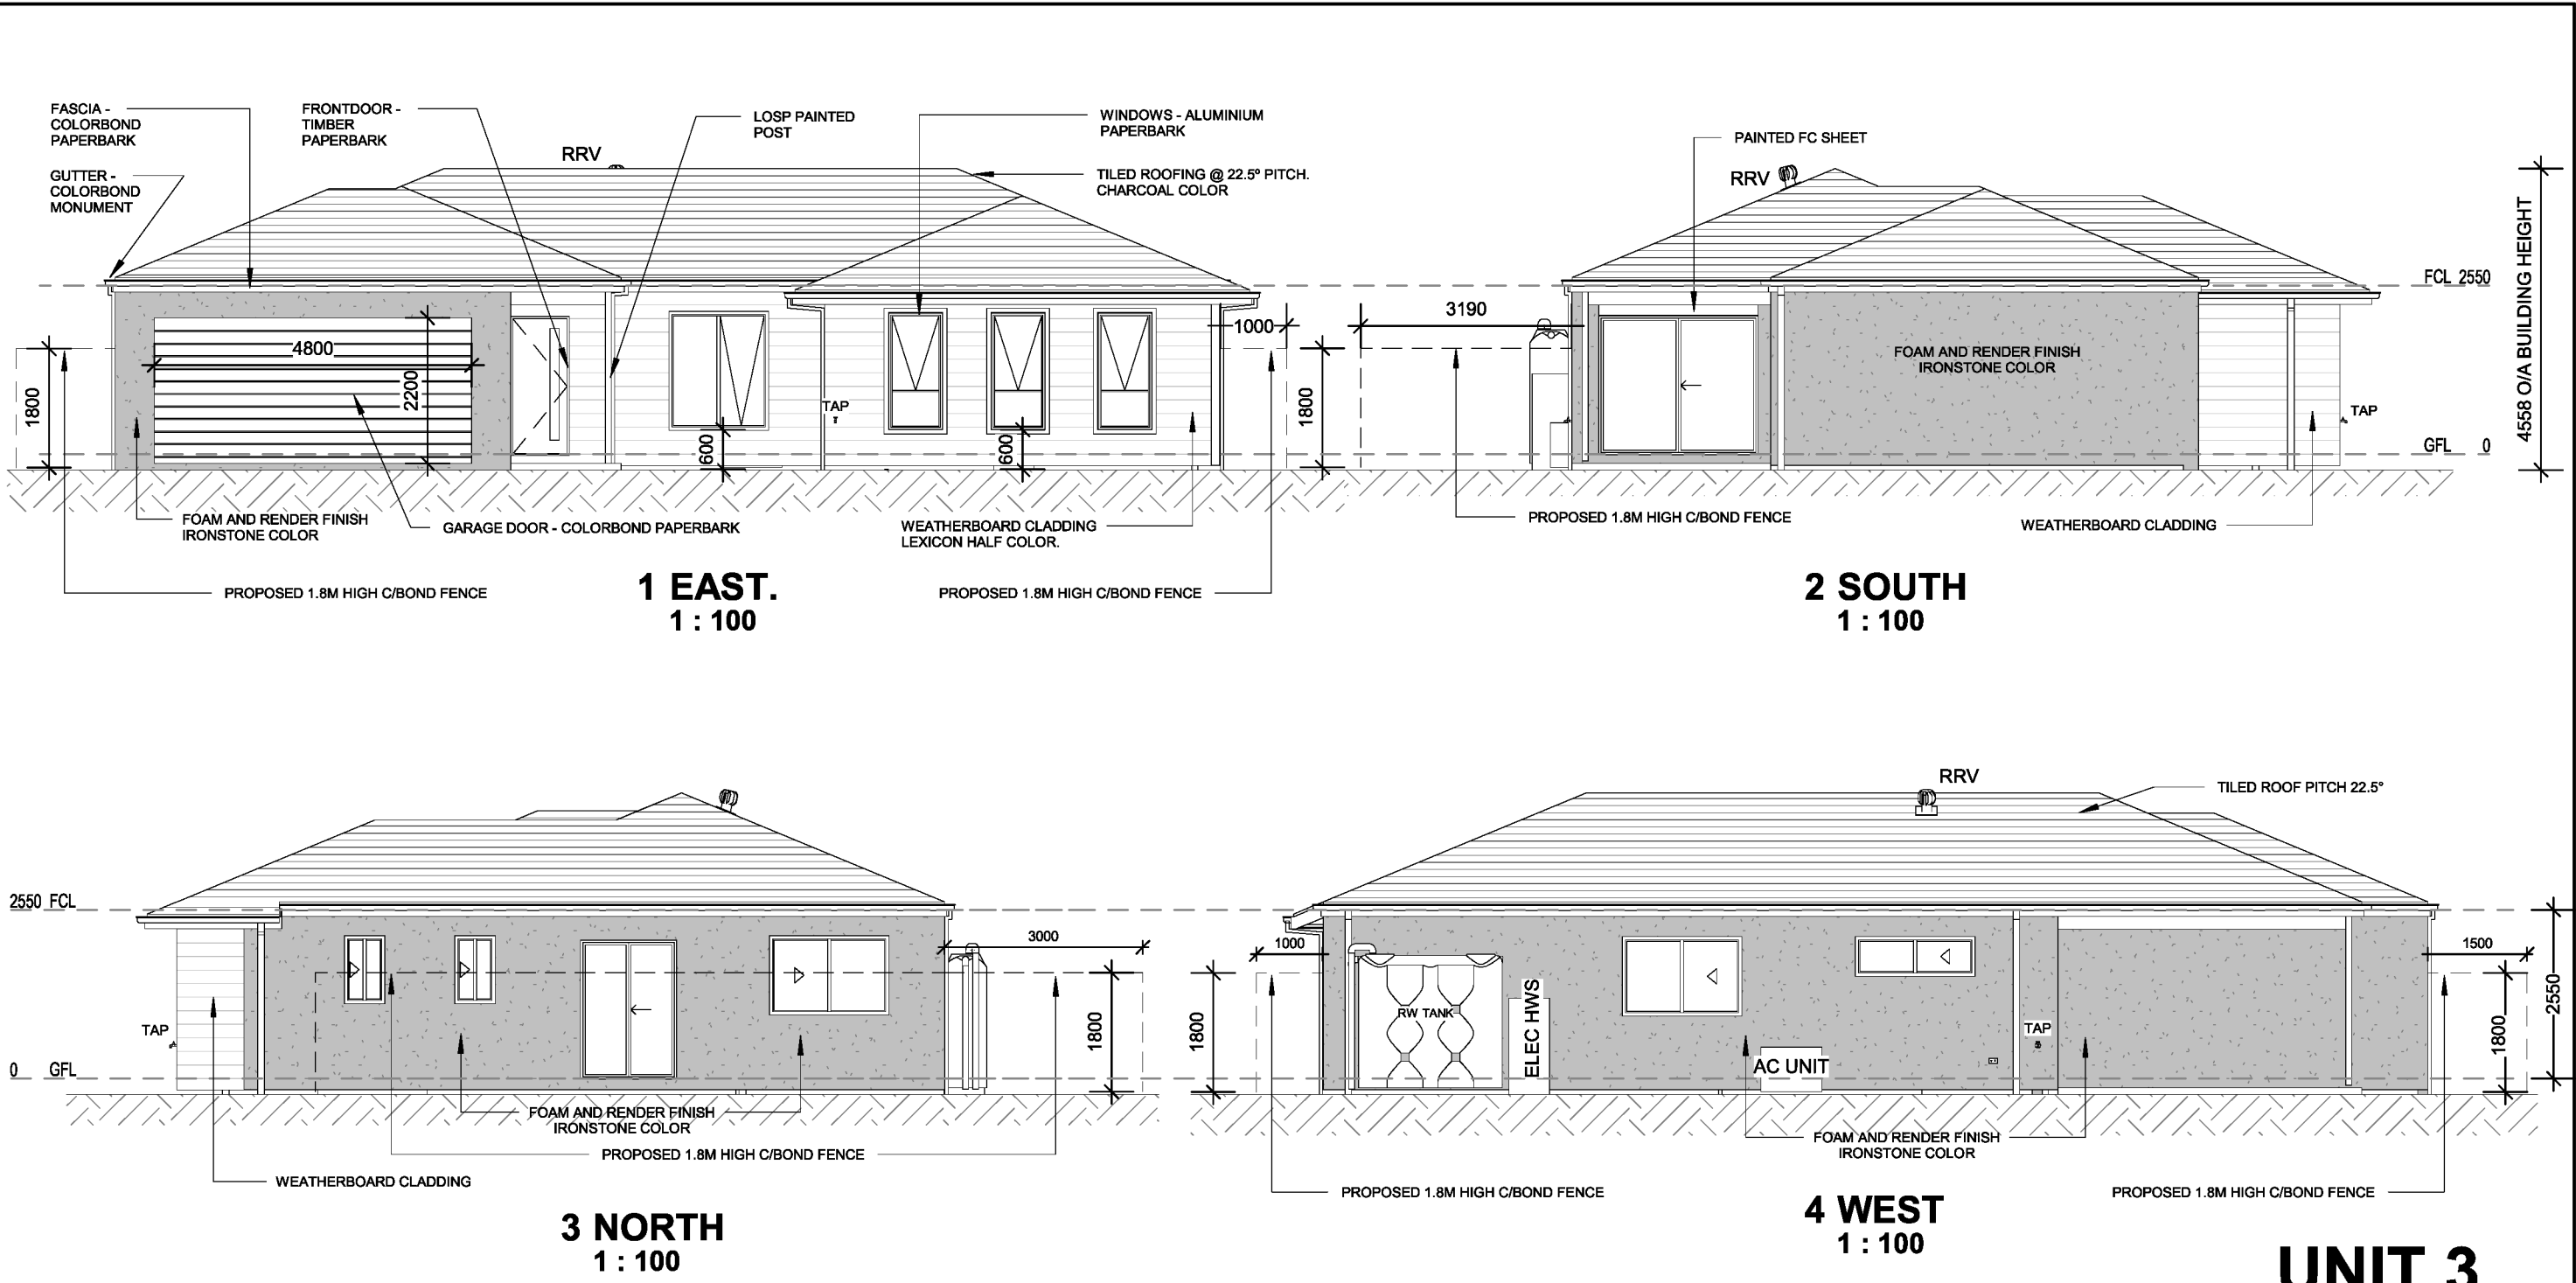 FASCIA -
COLORBOND
PAPERBARK
GUTTER -
COLORBOND
MONUMENT
FRONTDOOR -
TIMBER
PAPERBARK
RRV
LOSP PAINTED
POST
WINDOWS - ALUMINIUM
PAPERBARK
TILED ROOFING @ 22.5º PITCH.
CHARCOAL COLOR
4800
2200
1800
600
TAP
600
1000
1800
FOAM AND RENDER FINISH
IRONSTONE COLOR
GARAGE DOOR - COLORBOND PAPERBARK
WEATHERBOARD CLADDING
LEXICON HALF COLOR.
PROPOSED 1.8M HIGH C/BOND FENCE
PROPOSED 1.8M HIGH C/BOND FENCE
1 EAST.
1 : 100
PAINTED FC SHEET
RRV
3190
FOAM AND RENDER FINISH
IRONSTONE COLOR
TAP
FCL 2550
GFL 0
4558 O/A BUILDING HEIGHT
PROPOSED 1.8M HIGH C/BOND FENCE
WEATHERBOARD CLADDING
2 SOUTH
1 : 100
2550 FCL
0 GFL
TAP
3000
1800
FOAM AND RENDER FINISH
IRONSTONE COLOR
PROPOSED 1.8M HIGH C/BOND FENCE
WEATHERBOARD CLADDING
3 NORTH
1 : 100
RRV
TILED ROOF PITCH 22.5°
1000
1800
RW TANK
ELEC HWS
AC UNIT
TAP
1500
1800
2550
FOAM AND RENDER FINISH
IRONSTONE COLOR
PROPOSED 1.8M HIGH C/BOND FENCE
PROPOSED 1.8M HIGH C/BOND FENCE
4 WEST
1 : 100
UNIT 3